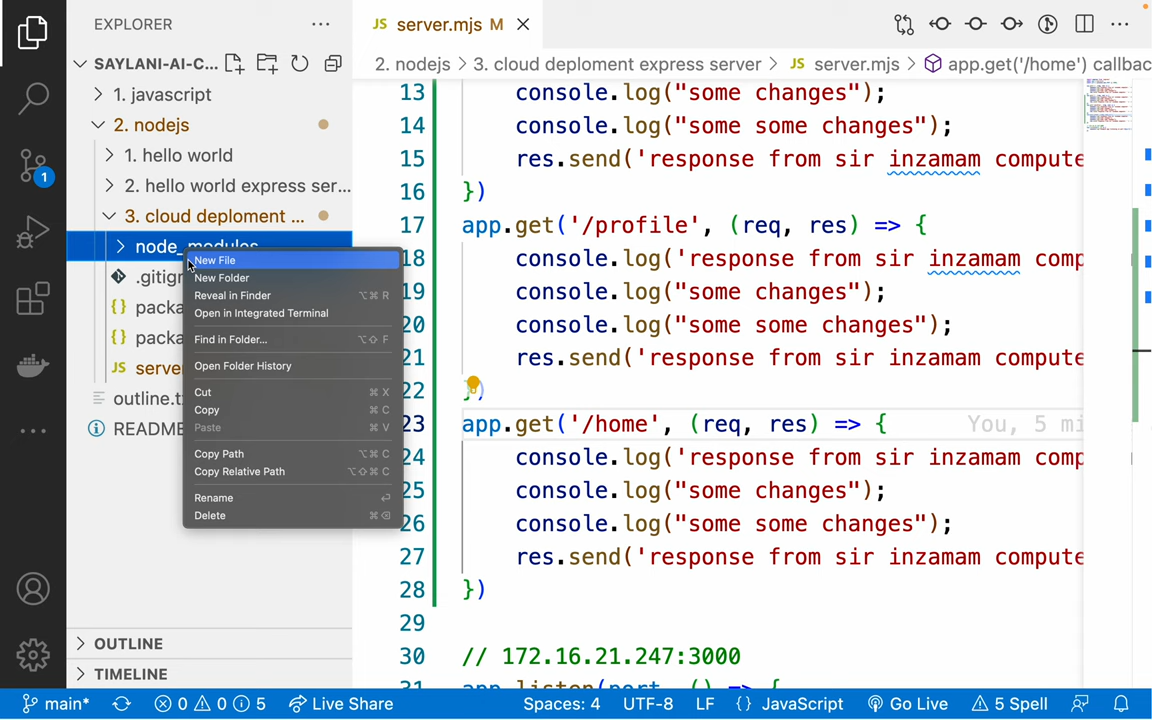 EXPLORER
SAYLANI-AI-C...
1. javascript
2. nodejs
1. hello world
2. hello world express ser...
3. cloud deploment ...
node_modules
.gitign
packa
packa
server
outline.t
README
OUTLINE
TIMELINE
New File
New Folder
Reveal in Finder ⌥⌘ R
Open in Integrated Terminal
Find in Folder... ⌥⇧ F
Open Folder History
Cut ⌘ X
Copy ⌘ C
Paste ⌘ V
Copy Path ⌥⌘ C
Copy Relative Path ⌥⇧⌘ C
Rename ⏎
Delete ⌘⌫
JS server.mjs M
2. nodejs > 3. cloud deploment express server > JS server.mjs > app.get('/home') callbac
13 console.log("some changes");
14 console.log("some some changes");
15 res.send('response from sir inzamam compute
16 })
17 app.get('/profile', (req, res) => {
18 console.log('response from sir inzamam comp
19 console.log("some changes");
20 console.log("some some changes");
21 res.send('response from sir inzamam compute
22 })
23 app.get('/home', (req, res) => { You, 5 mi
24 console.log('response from sir inzamam comp
25 console.log("some changes");
26 console.log("some some changes");
27 res.send('response from sir inzamam compute
28 })
29
30 // 172.16.21.247:3000
31 app.listen(port, () => {
1
main* 0 0 5 Live Share Spaces: 4 UTF-8 LF {} JavaScript Go Live 5 Spell